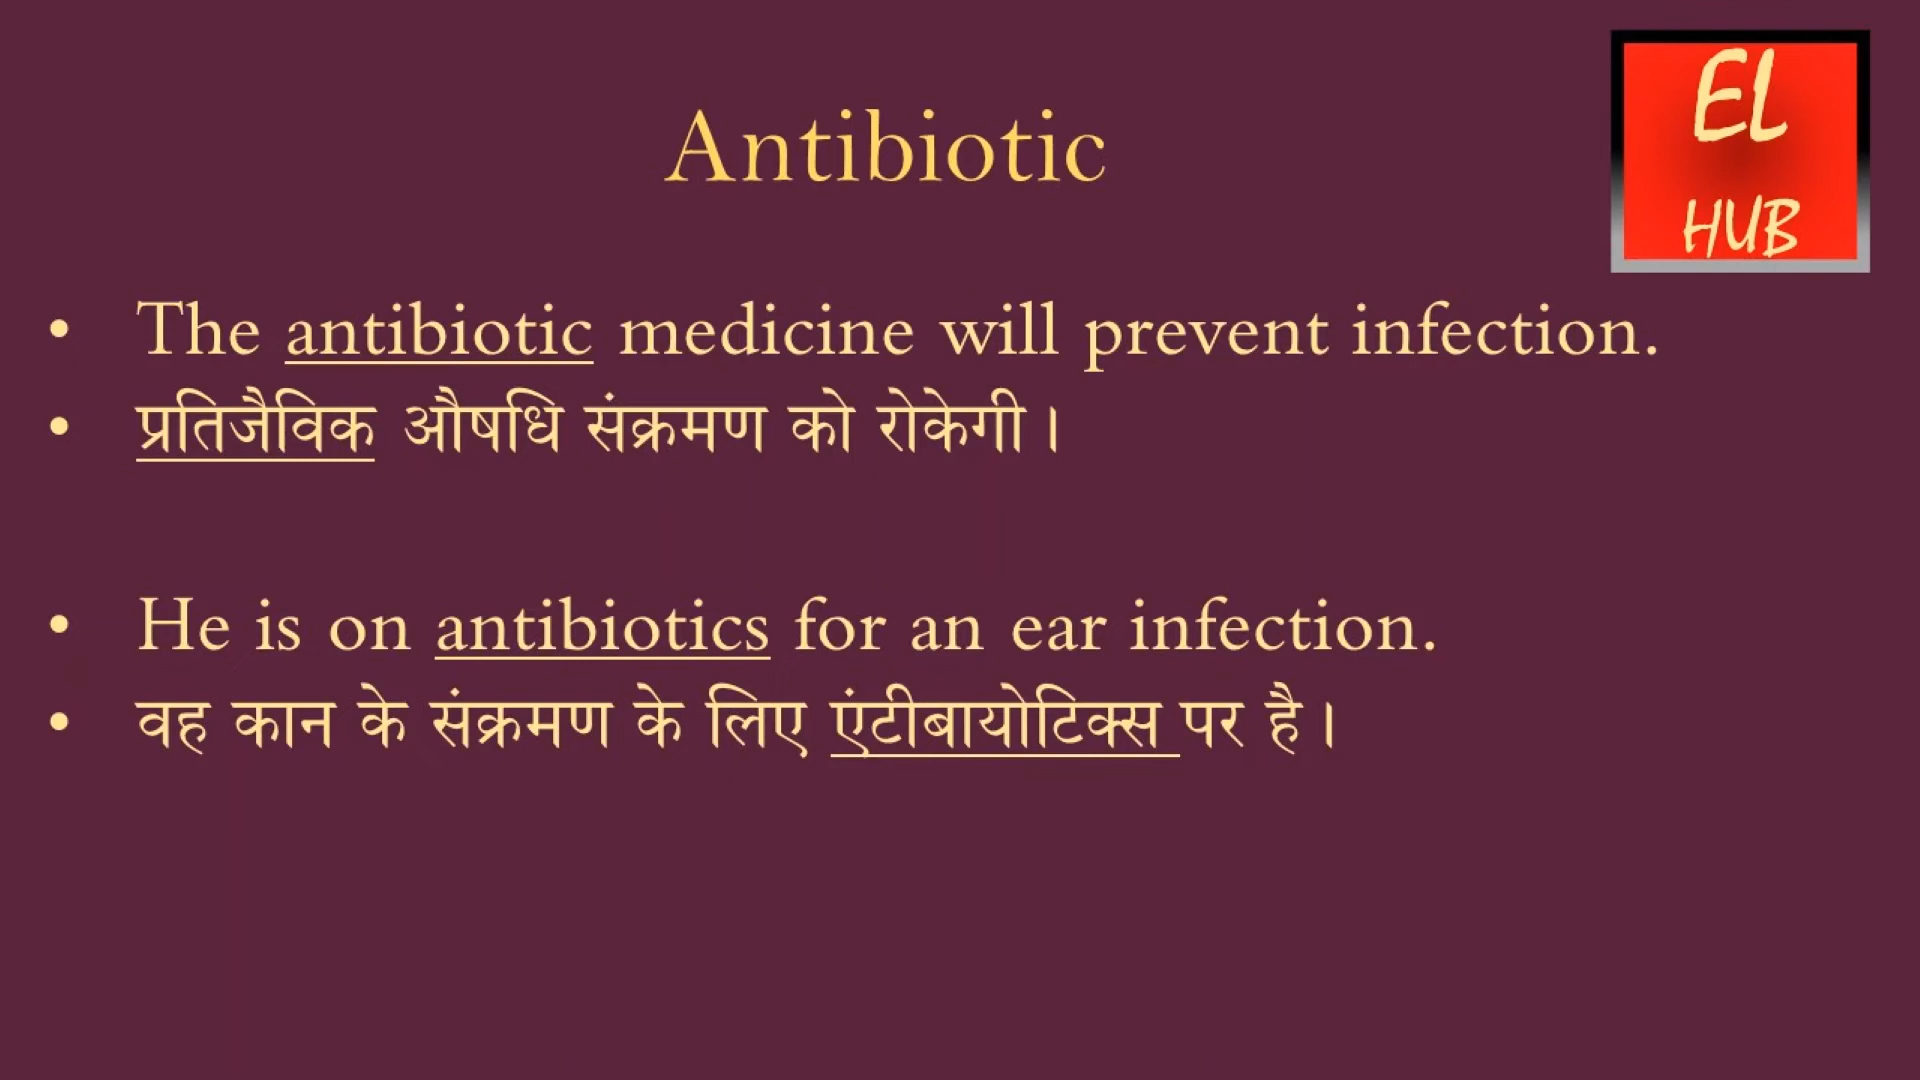 EL
HUB
Antibiotic
• The antibiotic medicine will prevent infection.
• प्रतिजैविक औषधि संक्रमण को रोकेगी।
• He is on antibiotics for an ear infection.
• वह कान के संक्रमण के लिए एंटीबायोटिक्स पर है।